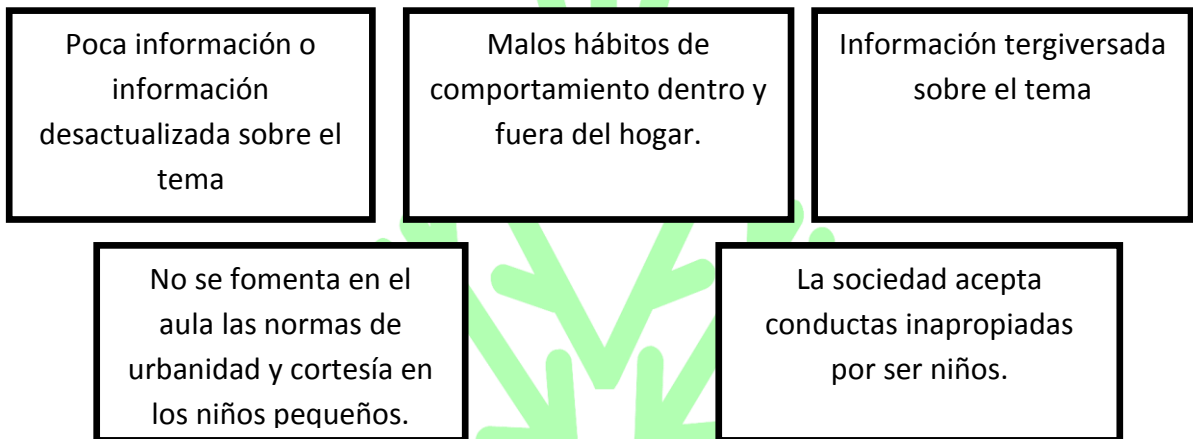 Poca información o
información
desactualizada sobre el
tema
Malos hábitos de
comportamiento dentro y
fuera del hogar.
Información tergiversada
sobre el tema
No se fomenta en el
aula las normas de
urbanidad y cortesía en
los niños pequeños.
La sociedad acepta
conductas inapropiadas
por ser niños.